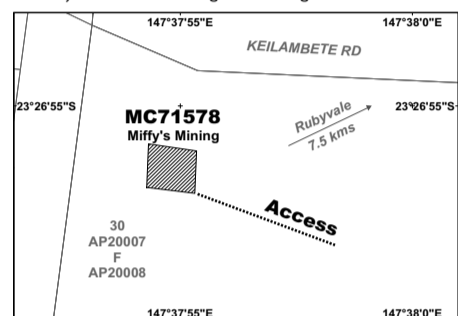 147°37'55"E 147°38'0"E
KEILAMBETE RD
23°26'55"S 23°26'55"S
MC71578
Miffy's Mining
Rubyvale
7.5 kms
Access
30
AP20007
F
AP20008
147°37'55"E 147°38'0"E